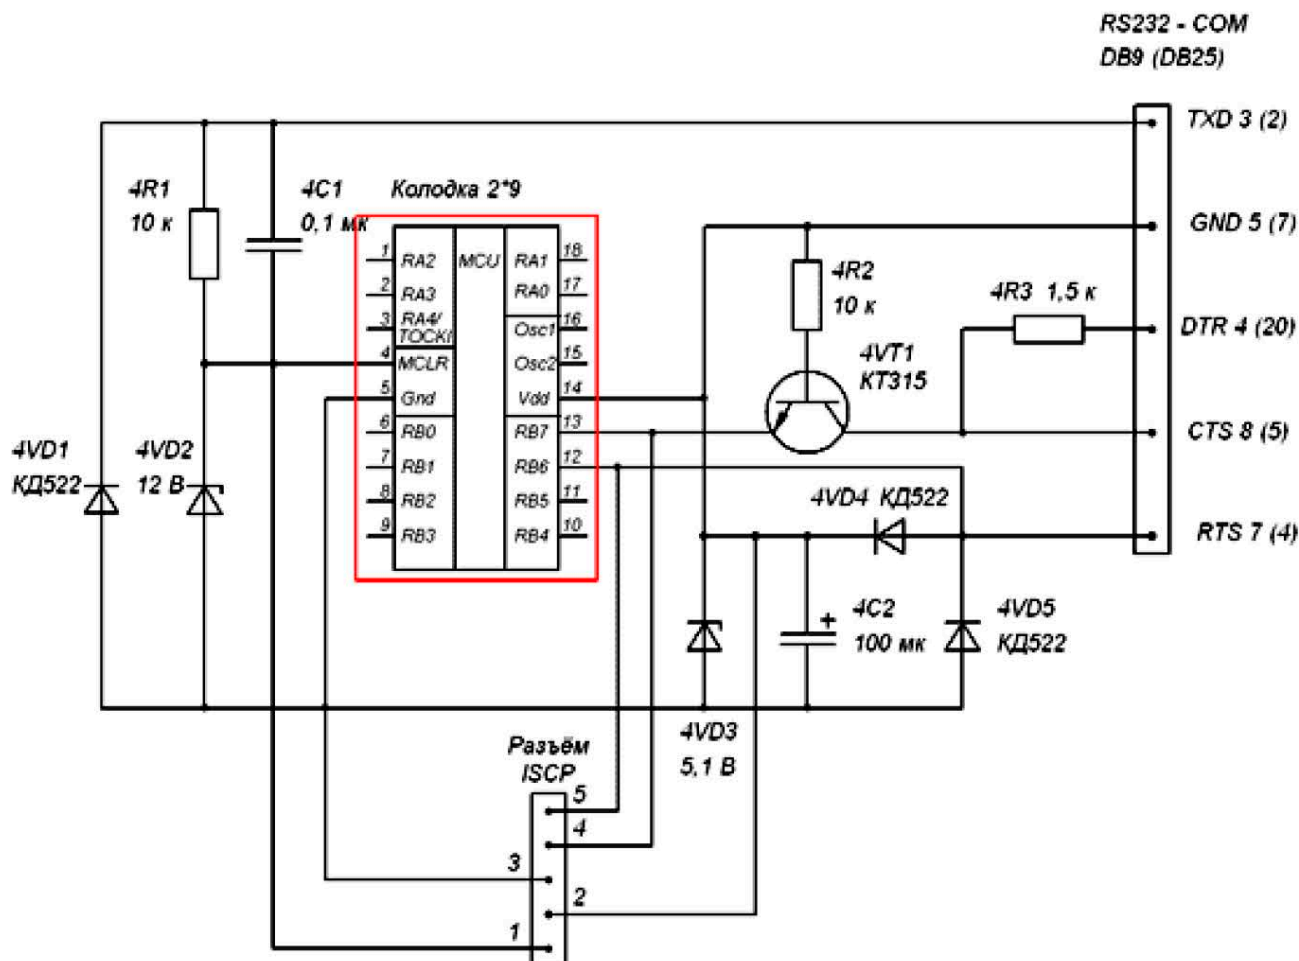 RS232 - COM
DB9 (DB25)
TXD 3 (2)
4R1
10 к
4C1
0,1 мк
Колодка 2*9
GND 5 (7)
1 RA2 MCU RA1 18
2 RA3 RA0 17
3 RA4/
TOCKI Osc1 16
4 MCLR Osc2 15
5 Gnd Vdd 14
6 RB0 RB7 13
7 RB1 RB6 12
8 RB2 RB5 11
9 RB3 RB4 10
4R2
10 к
4R3 1,5 к
DTR 4 (20)
4VT1
КТ315
CTS 8 (5)
4VD1
КД522
4VD2
12 В
4VD4 КД522
RTS 7 (4)
4C2
100 мк
+
4VD5
КД522
4VD3
5,1 В
Разъём
ISCP
5
4
3
2
1